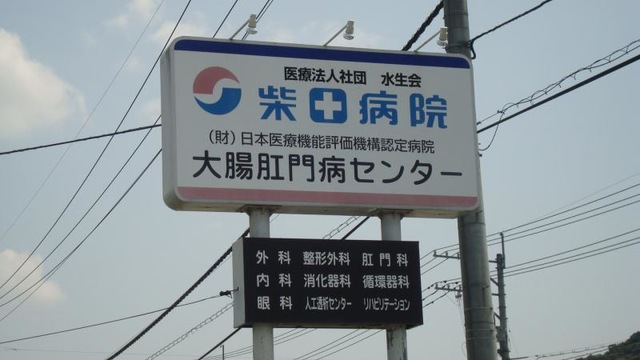 医療法人社団 水生会
柴田病院
(財)日本医療機能評価機構認定病院
大腸肛門病センター
外科 整形外科 肛門科
内科 消化器科 循環器科
眼科 人工透析センター リハビリテーション